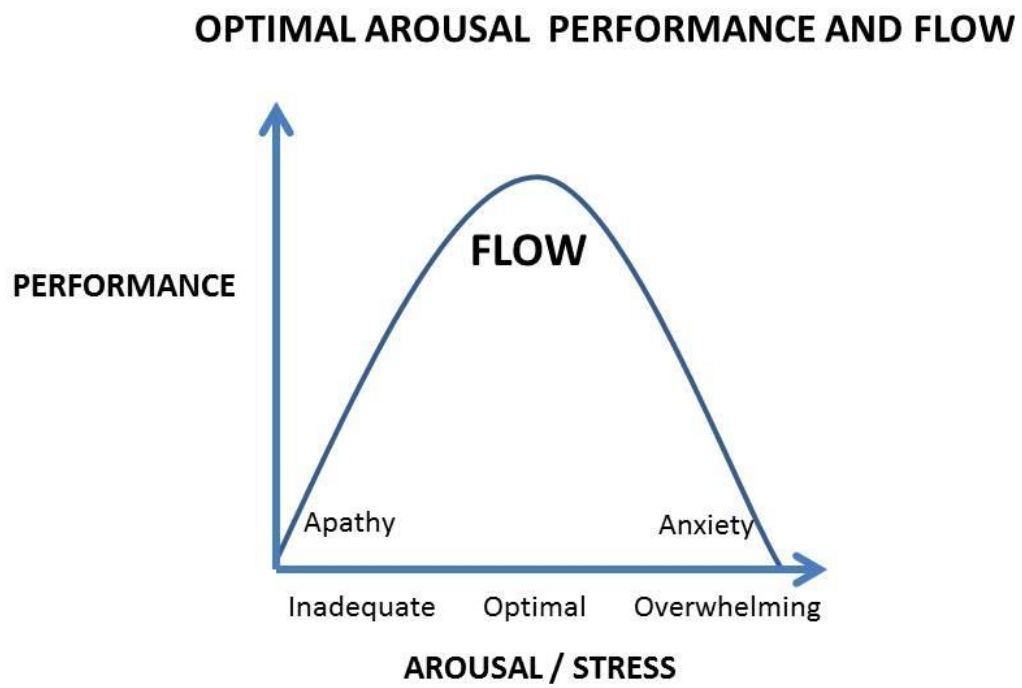 OPTIMAL AROUSAL PERFORMANCE AND FLOW
FLOW
PERFORMANCE
Apathy
Anxiety
Inadequate
Optimal
Overwhelming
AROUSAL / STRESS